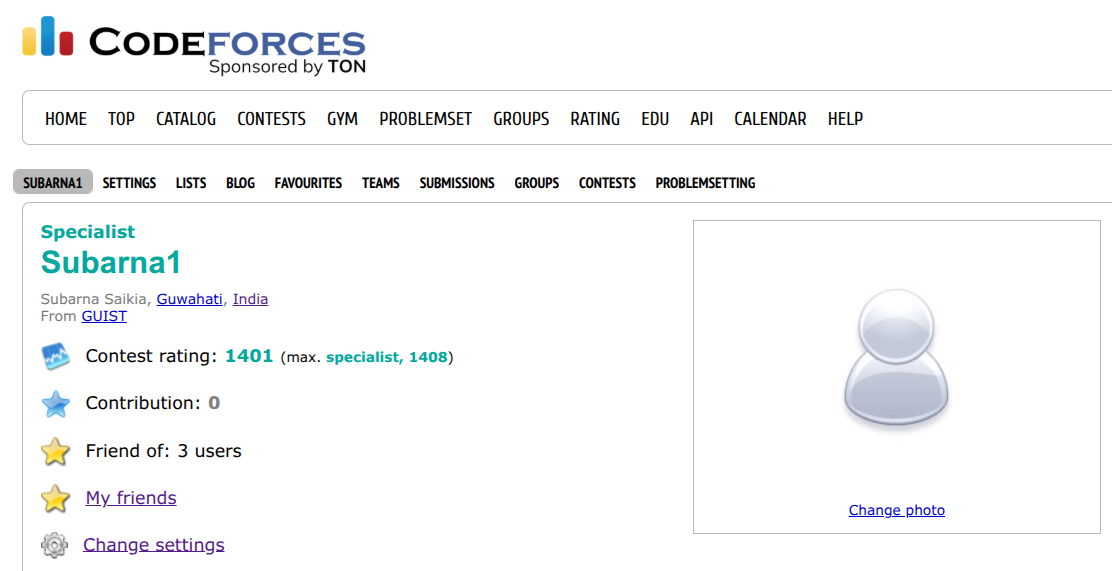 CODEFORCES
Sponsored by TON
HOME TOP CATALOG CONTESTS GYM PROBLEMSET GROUPS RATING EDU API CALENDAR HELP
SUBARNA1 SETTINGS LISTS BLOG FAVOURITES TEAMS SUBMISSIONS GROUPS CONTESTS PROBLEMSETTING
Specialist
Subarna1
Subarna Saikia, Guwahati, India
From GUIST
Contest rating: 1401 (max. specialist, 1408)
Contribution: 0
Friend of: 3 users
My friends
Change settings
Change photo